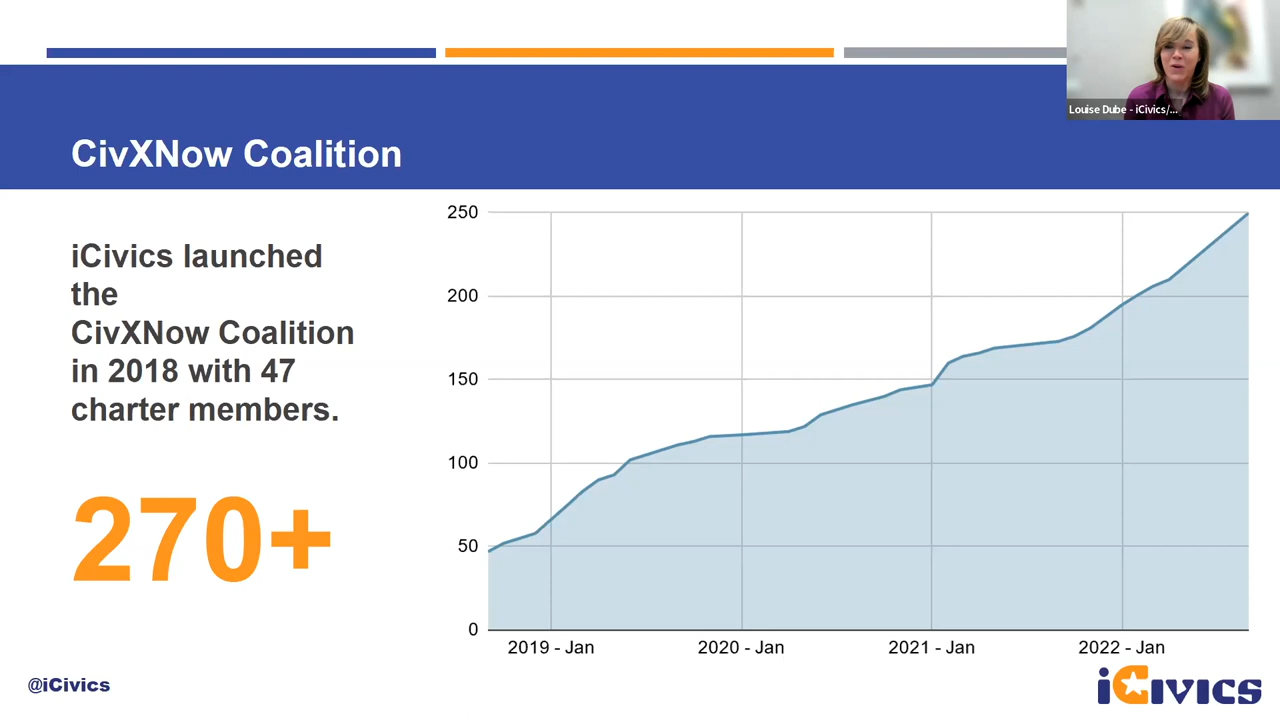 Louise Dube - iCivics/...
CivXNow Coalition
iCivics launched
the
CivXNow Coalition
in 2018 with 47
charter members.
270+
250
200
150
100
50
0
2019 - Jan
2020 - Jan
2021 - Jan
2022 - Jan
@iCivics
iCivics